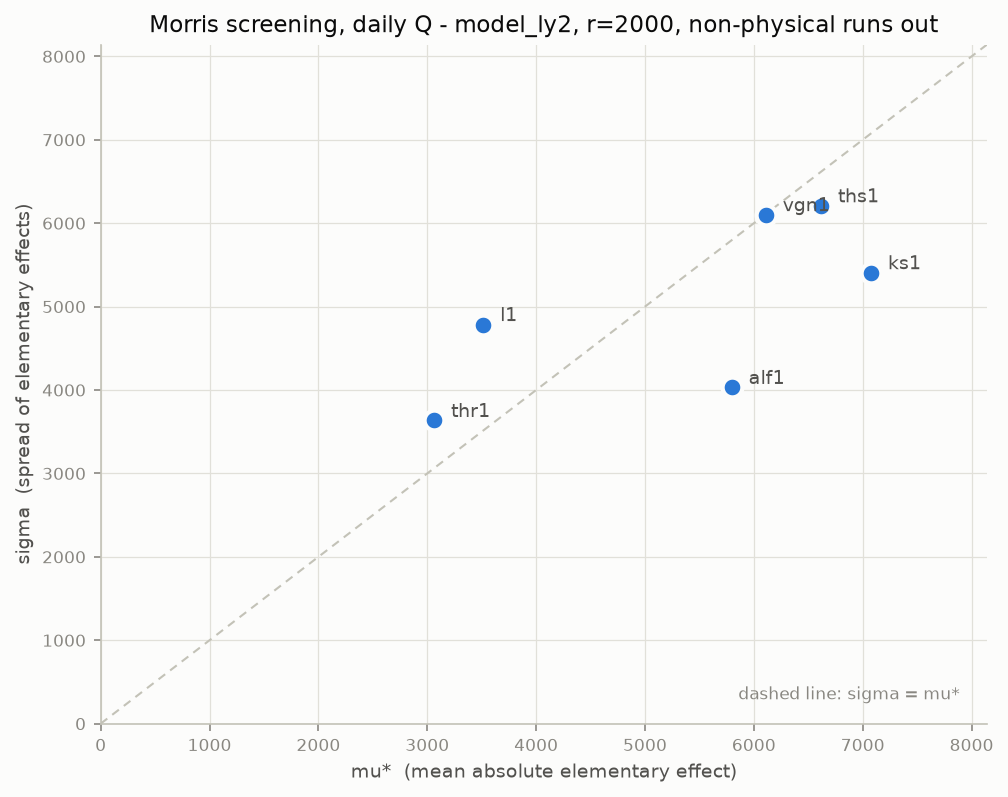 Morris screening, daily Q - model_ly2, r=2000, non-physical runs out
8000
7000
6000
5000
4000
3000
2000
1000
0
sigma (spread of elementary effects)
vgn1
ths1
ks1
l1
alf1
thr1
dashed line: sigma = mu*
0 1000 2000 3000 4000 5000 6000 7000 8000
mu* (mean absolute elementary effect)